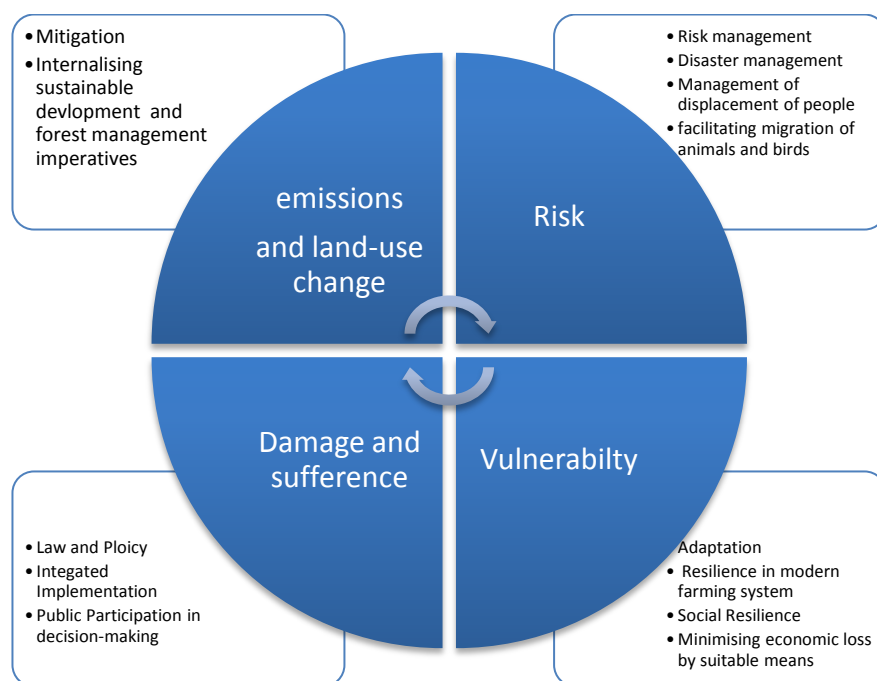 • Mitigation
• Internalising
sustainable
devlopment and
forest management
imperatives
• Risk management
• Disaster management
• Management of
displacement of people
• facilitating migration of
animals and birds
emissions
and land-use
change
Risk
Damage and
sufference
Vulnerabilty
• Law and Ploicy
• Integated
Implementation
• Public Participation in
decision-making
Adaptation
• Resilience in modern
farming system
• Social Resilience
• Minimising economic loss
by suitable means